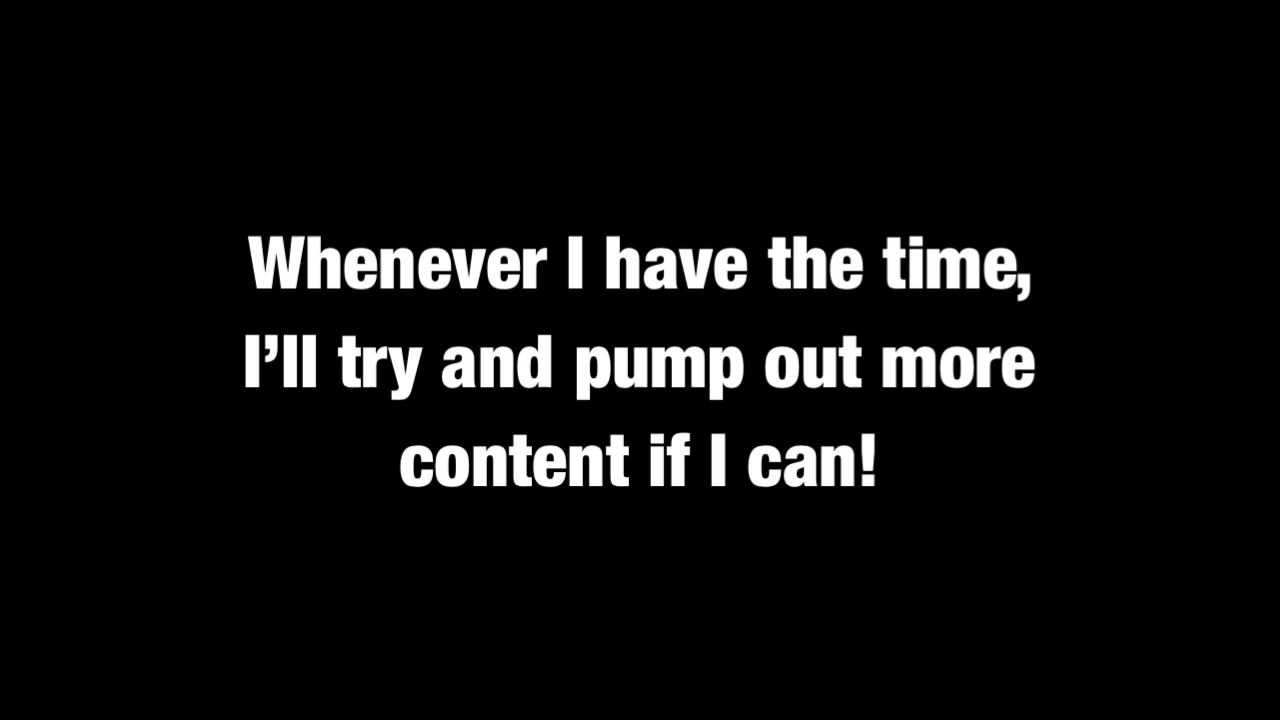 Whenever I have the time,
I’ll try and pump out more
content if I can!